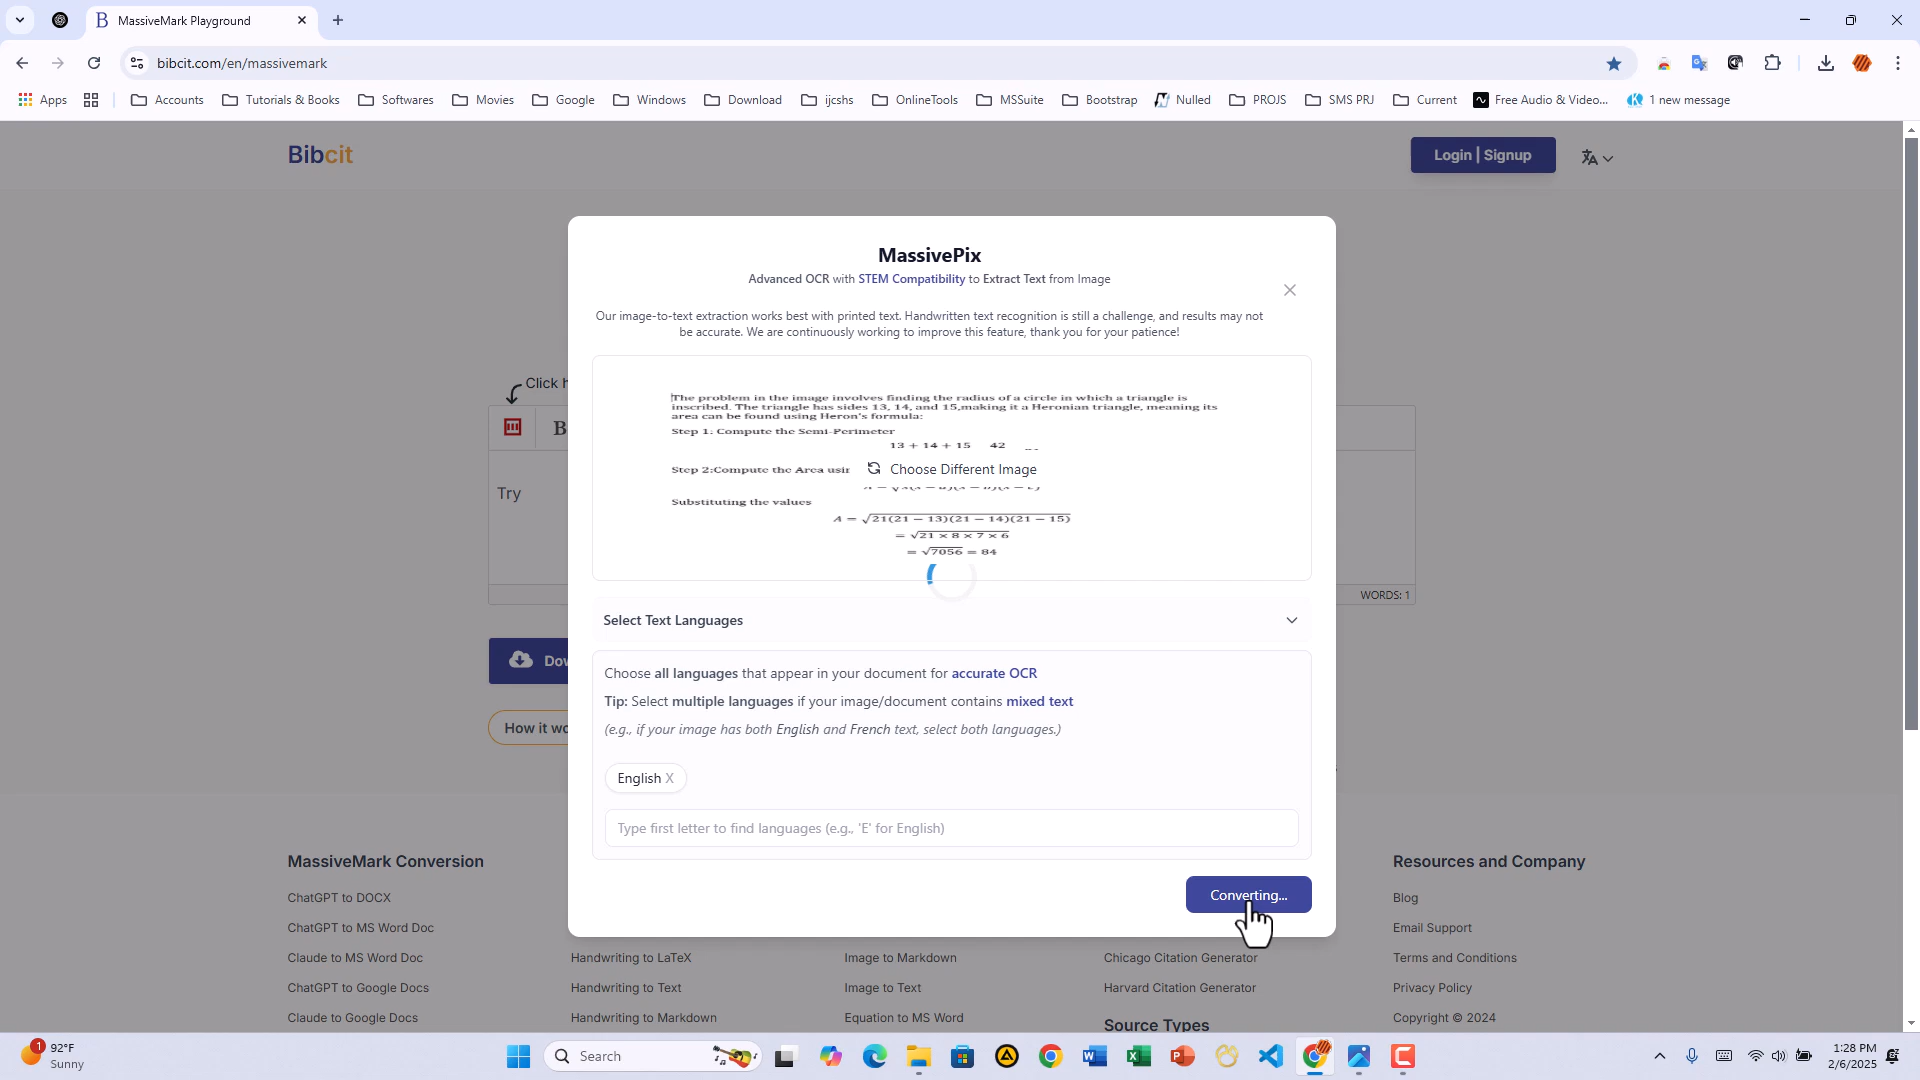 MassiveMark Playground
bibcit.com/en/massivemark
Apps
Accounts
Tutorials & Books
Softwares
Movies
Google
Windows
Download
ijcshs
OnlineTools
MSSuite
Bootstrap
Nulled
PROJS
SMS PRJ
Current
Free Audio & Video...
1 new message
Bibcit
Login | Signup
MassivePix
Advanced OCR with STEM Compatibility to Extract Text from Image
Our image-to-text extraction works best with printed text. Handwritten text recognition is still a challenge, and results may not
be accurate. We are continuously working to improve this feature, thank you for your patience!
Click h
B
Try
The problem in the image involves finding the radius of a circle in which a triangle is
inscribed. The triangle has sides 13, 14, and 15,making it a Heronian triangle, meaning its
area can be found using Heron's formula:
Step 1: Compute the Semi-Perimeter
13 + 14 + 15 42
Step 2:Compute the Area usin
Choose Different Image
Substituting the values
A = √21(21 − 13)(21 − 14)(21 − 15)
= √21 × 8 × 7 × 6
= √7056 = 84
WORDS: 1
Select Text Languages
Dow
Choose all languages that appear in your document for accurate OCR
Tip: Select multiple languages if your image/document contains mixed text
(e.g., if your image has both English and French text, select both languages.)
How it wo
English X
Type first letter to find languages (e.g., 'E' for English)
Converting...
MassiveMark Conversion
ChatGPT to DOCX
ChatGPT to MS Word Doc
Claude to MS Word Doc
ChatGPT to Google Docs
Claude to Google Docs
Handwriting to LaTeX
Handwriting to Text
Handwriting to Markdown
Image to Markdown
Image to Text
Equation to MS Word
Chicago Citation Generator
Harvard Citation Generator
Source Types
Resources and Company
Blog
Email Support
Terms and Conditions
Privacy Policy
Copyright © 2024
1
92°F
Sunny
Search
1:28 PM
2/6/2025